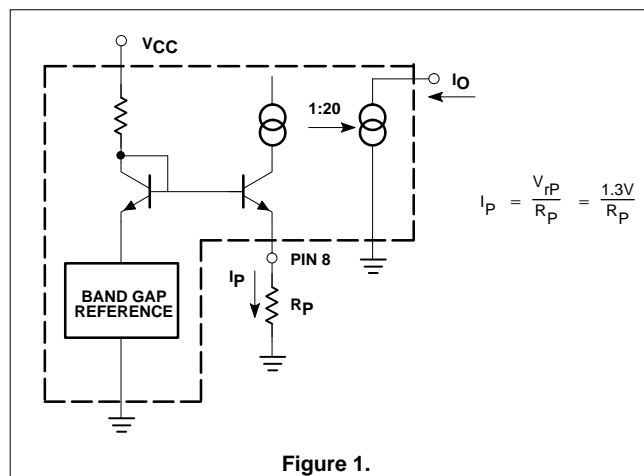 VCC
IO
1:20
IP = VrP / RP = 1.3V / RP
PIN 8
IP
RP
BAND GAP
REFERENCE
Figure 1.